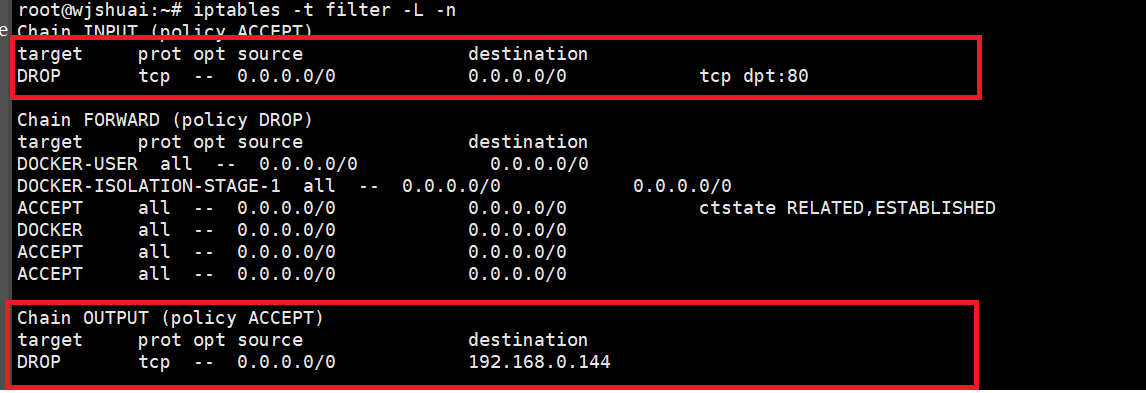 root@wjshuai:~# iptables -t filter -L -n
e
Chain INPUT (policy ACCEPT)
target     prot opt source               destination
DROP       tcp  --  0.0.0.0/0            0.0.0.0/0            tcp dpt:80
Chain FORWARD (policy DROP)
target     prot opt source               destination
DOCKER-USER  all  --  0.0.0.0/0            0.0.0.0/0
DOCKER-ISOLATION-STAGE-1  all  --  0.0.0.0/0            0.0.0.0/0
ACCEPT     all  --  0.0.0.0/0            0.0.0.0/0            ctstate RELATED,ESTABLISHED
DOCKER     all  --  0.0.0.0/0            0.0.0.0/0
ACCEPT     all  --  0.0.0.0/0            0.0.0.0/0
ACCEPT     all  --  0.0.0.0/0            0.0.0.0/0
Chain OUTPUT (policy ACCEPT)
target     prot opt source               destination
DROP       tcp  --  0.0.0.0/0            192.168.0.144